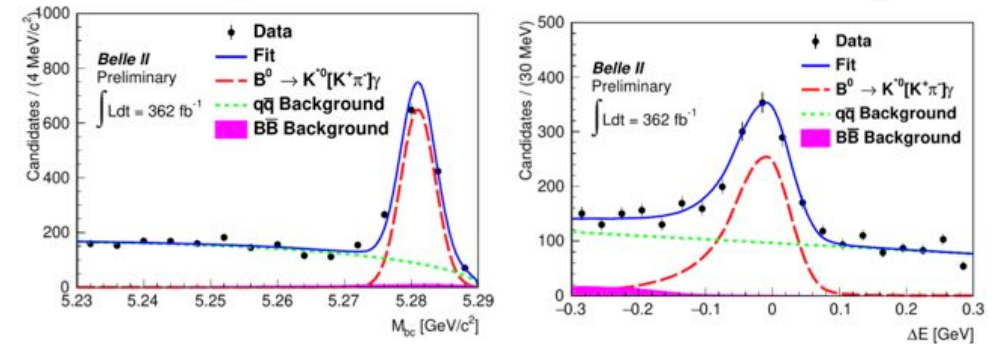 Candidates / (4 MeV/c²)
1000
800
600
400
200
0
Belle II
Preliminary
∫Ldt = 362 fb⁻¹
Data
Fit
B⁰ → K*⁰[K⁺π⁻]γ
qq̄ Background
BB̄ Background
5.23 5.24 5.25 5.26 5.27 5.28 5.29
M_bc [GeV/c²]
Candidates / (30 MeV)
500
400
300
200
100
0
Belle II
Preliminary
∫Ldt = 362 fb⁻¹
Data
Fit
B⁰ → K*⁰[K⁺π⁻]γ
qq̄ Background
BB̄ Background
−0.3 −0.2 −0.1 0 0.1 0.2 0.3
ΔE [GeV]